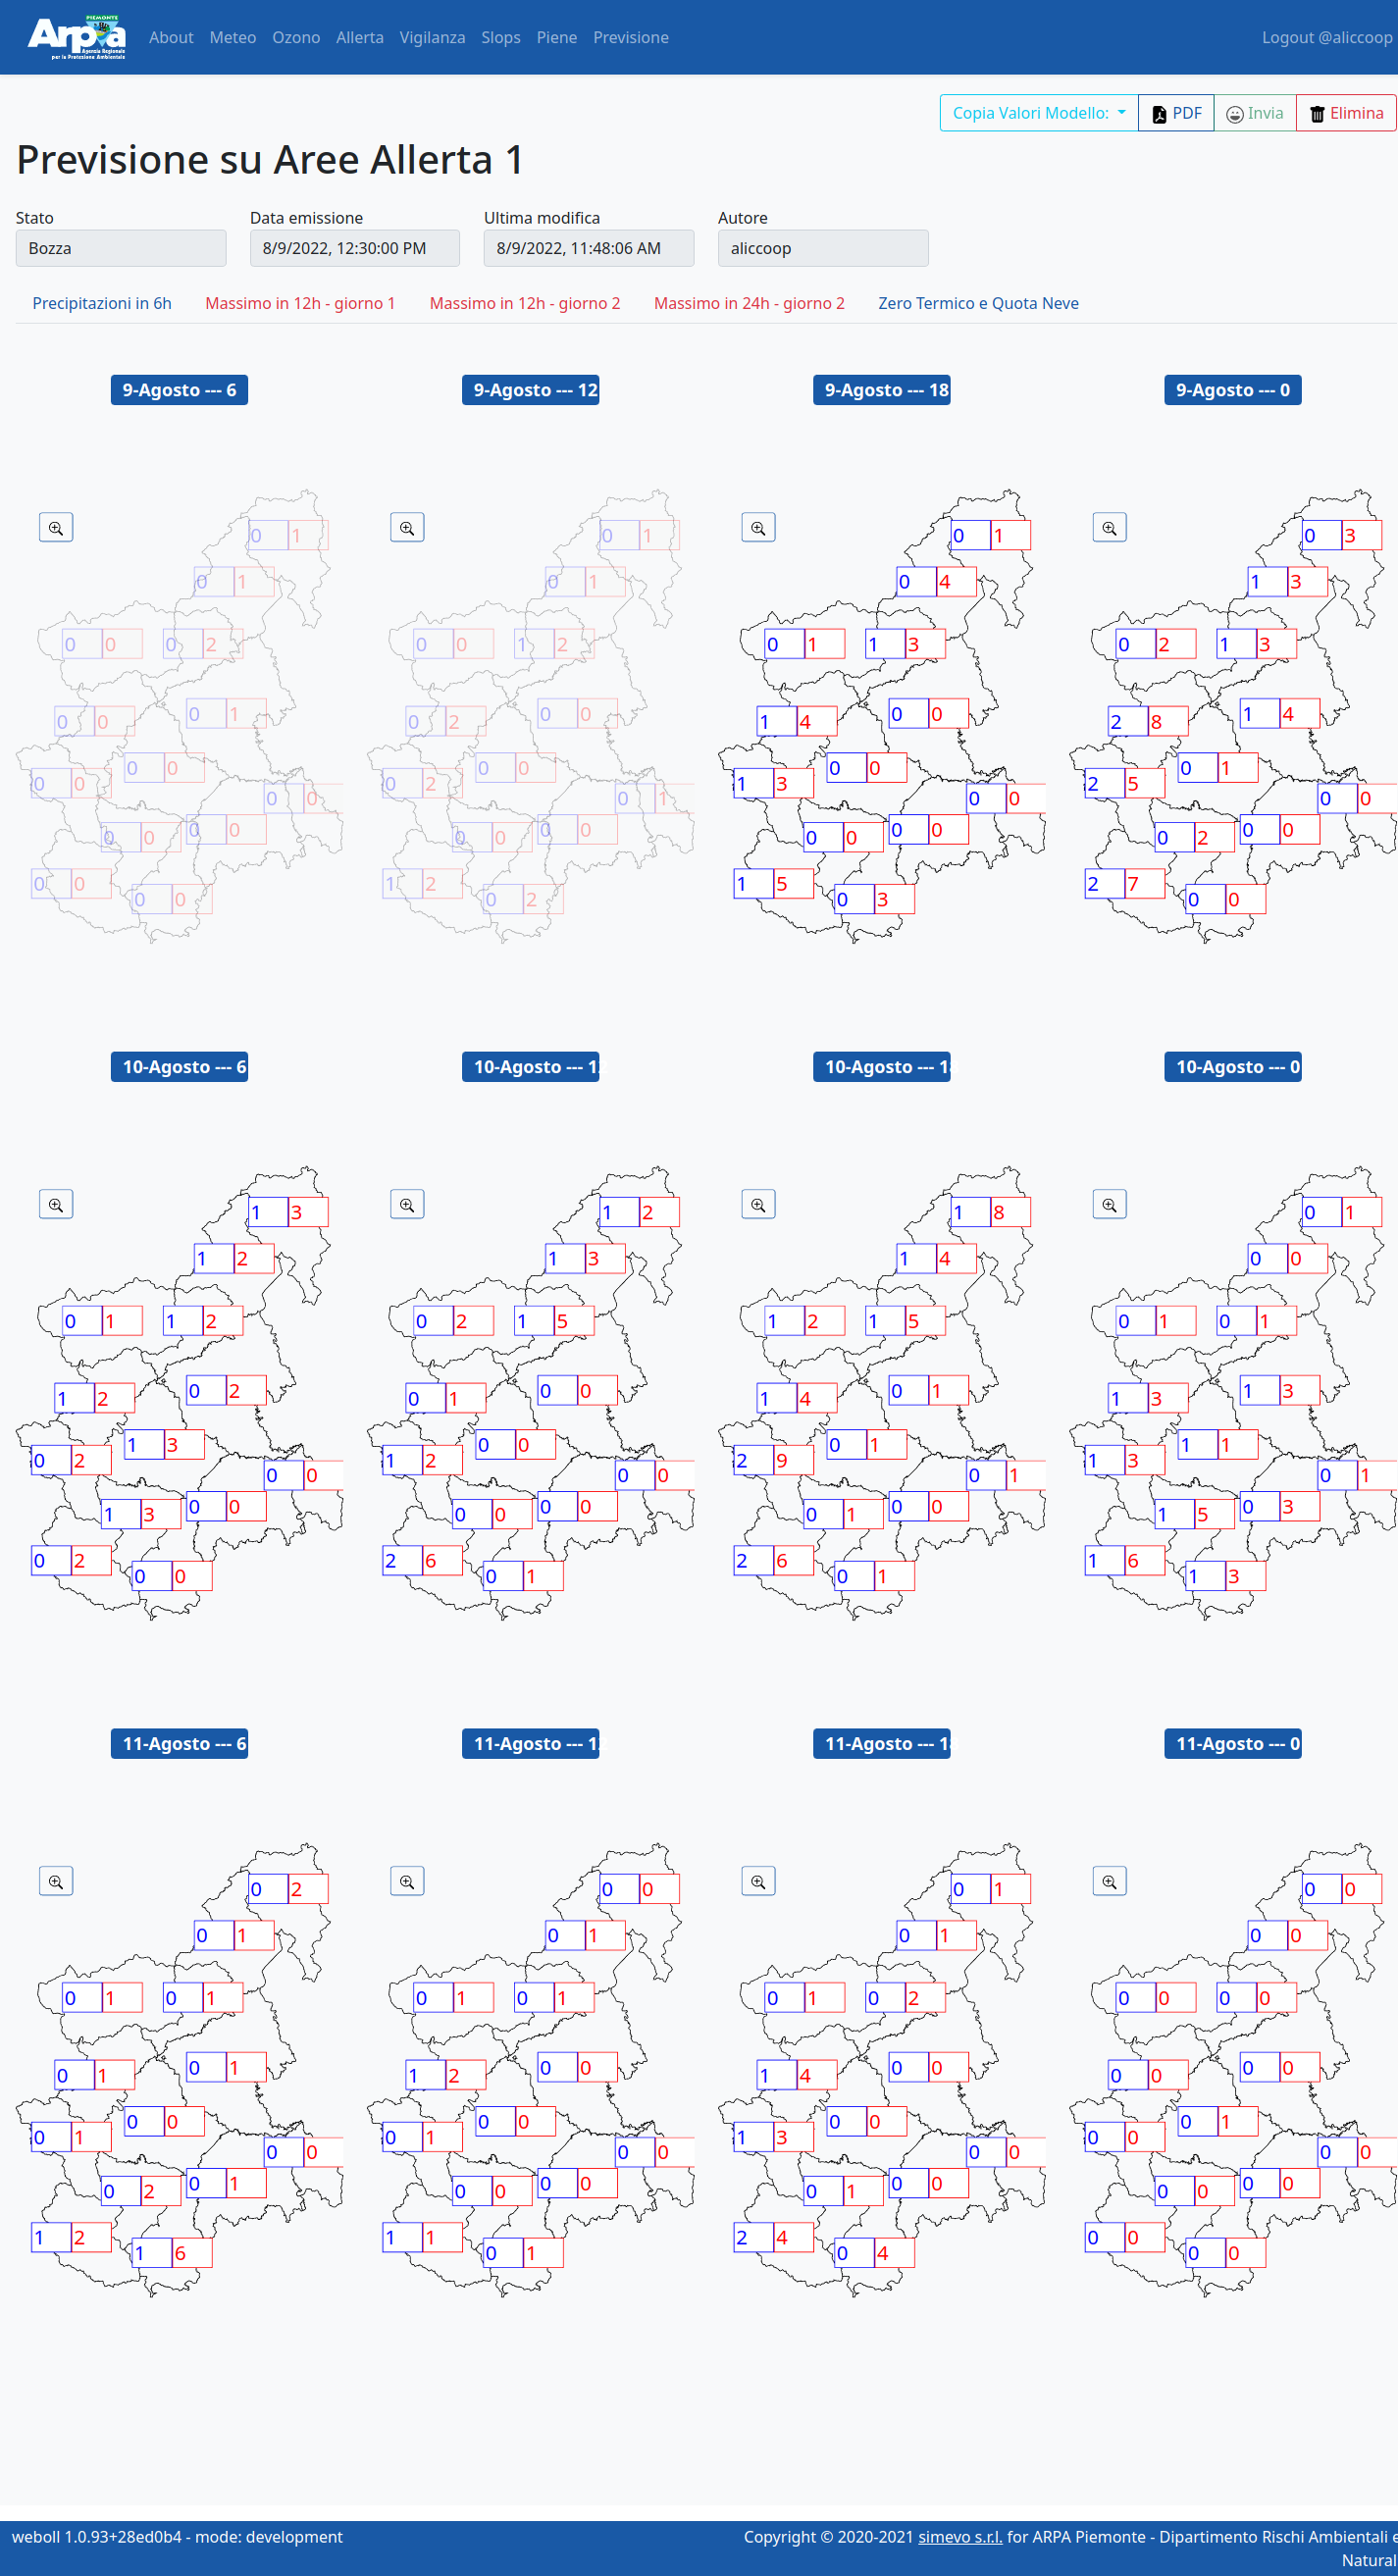 PIEMONTE
Arpa
Agenzia Regionale
per la Protezione Ambientale
About Meteo Ozono Allerta Vigilanza Slops Piene Previsione Logout @aliccoop
Copia Valori Modello: PDF Invia Elimina
Previsione su Aree Allerta 1
Stato Data emissione Ultima modifica Autore
Bozza 8/9/2022, 12:30:00 PM 8/9/2022, 11:48:06 AM aliccoop
Precipitazioni in 6h Massimo in 12h - giorno 1 Massimo in 12h - giorno 2 Massimo in 24h - giorno 2 Zero Termico e Quota Neve
9-Agosto --- 6 9-Agosto --- 12 9-Agosto --- 18 9-Agosto --- 0
0 1 0 1 0 1 0 3
0 1 0 1 0 4 1 3
0 0 0 2 0 0 1 2 0 1 1 3 0 2 1 3
0 0 0 1 0 2 0 0 1 4 0 0 2 8 1 4
0 0 0 0 0 0 0 1
0 0 0 2 1 3 2 5
0 0 0 1 0 0 0 0
0 0 0 0 0 0 0 0 0 0 0 0 0 2 0 0
0 0 1 2 1 5 2 7
0 0 0 2 0 3 0 0
10-Agosto --- 6 10-Agosto --- 1 10-Agosto --- 1 10-Agosto --- 0
1 3 1 2 1 8 0 1
1 2 1 3 1 4 0 0
0 1 1 2 0 2 1 5 1 2 1 5 0 1 0 1
1 2 0 2 0 1 0 0 1 4 0 1 1 3 1 3
1 3 0 0 0 1 1 1
0 2 1 2 2 9 1 3
0 0 0 0 0 1 0 1
1 3 0 0 0 0 0 0 0 1 0 0 1 5 0 3
0 2 2 6 2 6 1 6
0 0 0 1 0 1 1 3
11-Agosto --- 6 11-Agosto --- 1 11-Agosto --- 1 11-Agosto --- 0
0 2 0 0 0 1 0 0
0 1 0 1 0 1 0 0
0 1 0 1 0 1 0 1 0 1 0 2 0 0 0 0
0 1 0 1 1 2 0 0 1 4 0 0 0 0 0 0
0 0 0 0 0 0 0 1
0 1 0 1 1 3 0 0
0 0 0 0 0 0 0 0
0 2 0 1 0 0 0 0 0 1 0 0 0 0 0 0
1 2 1 1 2 4 0 0
1 6 0 1 0 4 0 0
weboll 1.0.93+28ed0b4 - mode: development Copyright © 2020-2021 simevo s.r.l. for ARPA Piemonte - Dipartimento Rischi Ambientali e
Natural